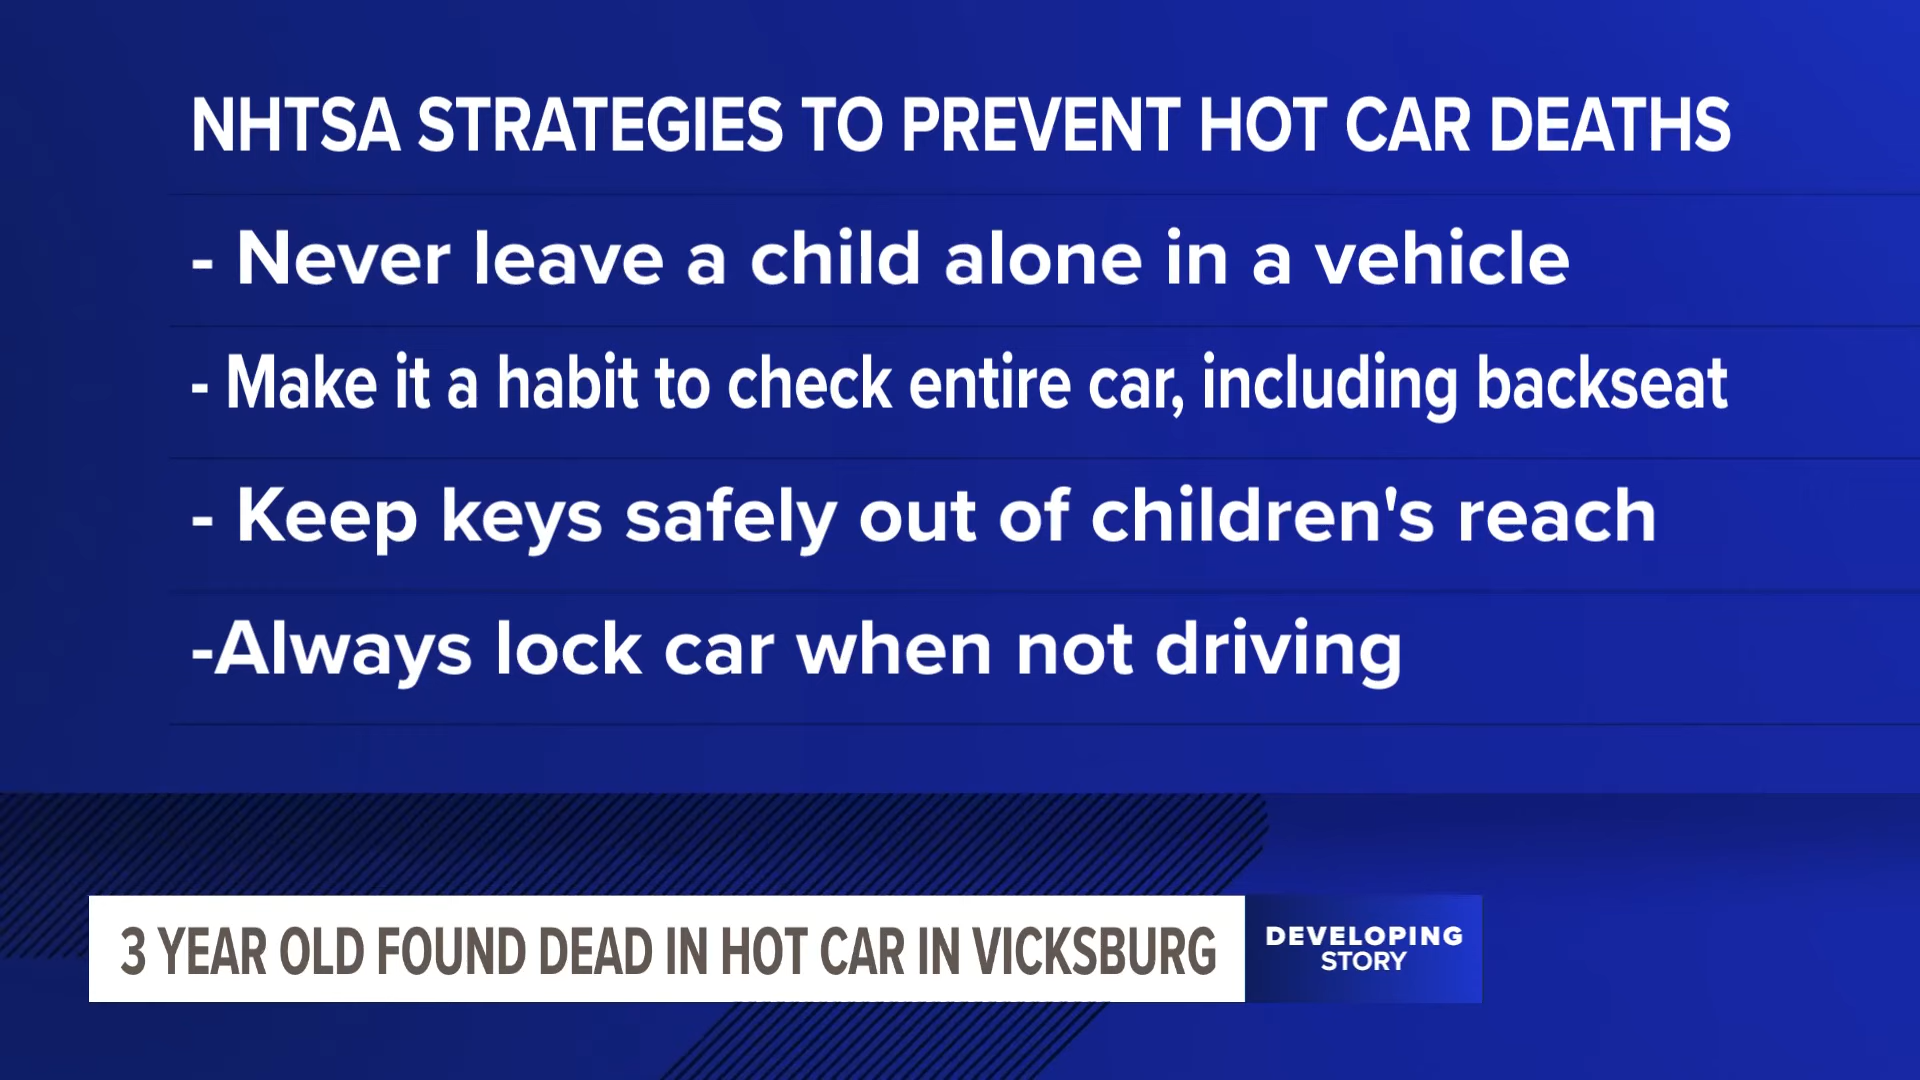 NHTSA STRATEGIES TO PREVENT HOT CAR DEATHS
- Never leave a child alone in a vehicle
- Make it a habit to check entire car, including backseat
- Keep keys safely out of children's reach
-Always lock car when not driving
3 YEAR OLD FOUND DEAD IN HOT CAR IN VICKSBURG
DEVELOPING
STORY